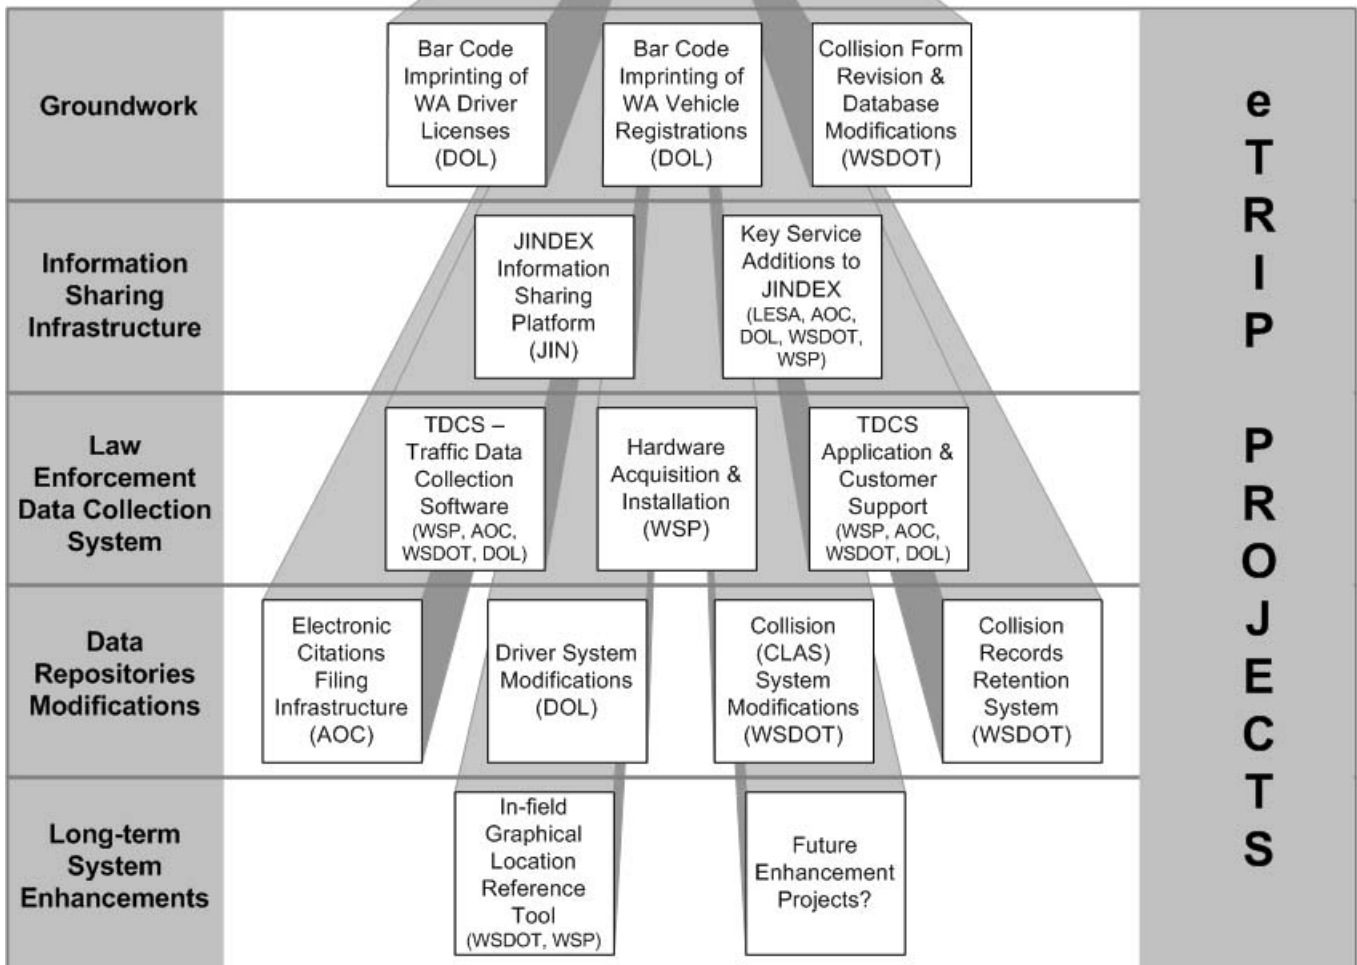 Groundwork
Bar Code
Imprinting of
WA Driver
Licenses
(DOL)
Bar Code
Imprinting of
WA Vehicle
Registrations
(DOL)
Collision Form
Revision &
Database
Modifications
(WSDOT)
Information
Sharing
Infrastructure
JINDEX
Information
Sharing
Platform
(JIN)
Key Service
Additions to
JINDEX
(LESA, AOC,
DOL, WSDOT,
WSP)
Law
Enforcement
Data Collection
System
TDCS –
Traffic Data
Collection
Software
(WSP, AOC,
WSDOT, DOL)
Hardware
Acquisition &
Installation
(WSP)
TDCS
Application &
Customer
Support
(WSP, AOC,
WSDOT, DOL)
Data
Repositories
Modifications
Electronic
Citations
Filing
Infrastructure
(AOC)
Driver System
Modifications
(DOL)
Collision
(CLAS)
System
Modifications
(WSDOT)
Collision
Records
Retention
System
(WSDOT)
Long-term
System
Enhancements
In-field
Graphical
Location
Reference
Tool
(WSDOT, WSP)
Future
Enhancement
Projects?
eTRIP PROJECTS